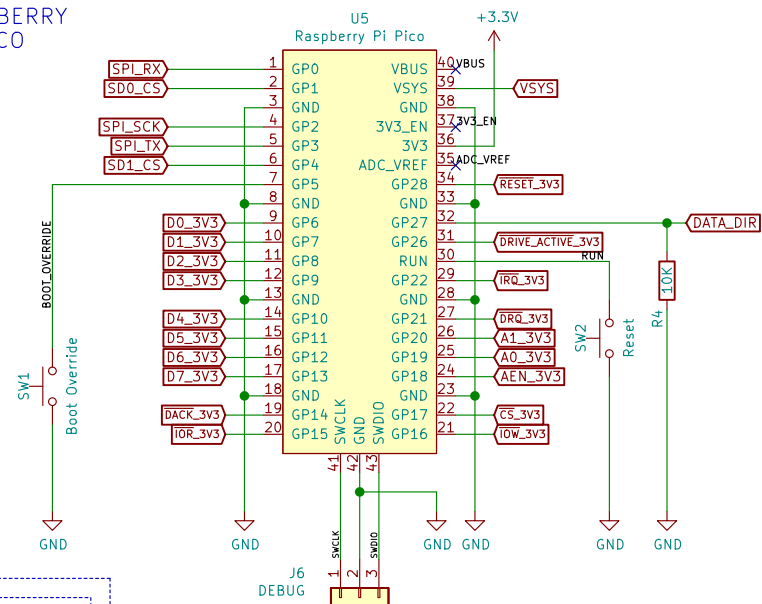 BERRY
CO
U5
Raspberry Pi Pico
+3.3V
SPI_RX 1 GP0 VBUS 40 VBUS
SD0_CS 2 GP1 VSYS 39 VSYS
3 GND GND 38
SPI_SCK 4 GP2 3V3_EN 37 3V3_EN
SPI_TX 5 GP3 3V3 36
SD1_CS 6 GP4 ADC_VREF 35 ADC_VREF
7 GP5 GP28 34 RESET_3V3
8 GND GND 33
D0_3V3 9 GP6 GP27 32 DATA_DIR
D1_3V3 10 GP7 GP26 31 DRIVE_ACTIVE_3V3
D2_3V3 11 GP8 RUN 30 RUN
D3_3V3 12 GP9 GP22 29 IRQ_3V3
13 GND GND 28
D4_3V3 14 GP10 GP21 27 DRQ_3V3
D5_3V3 15 GP11 GP20 26 A1_3V3
D6_3V3 16 GP12 GP19 25 A0_3V3
D7_3V3 17 GP13 GP18 24 AEN_3V3
18 GND GND 23
DACK_3V3 19 GP14 GP17 22 CS_3V3
IOR_3V3 20 GP15 GP16 21 IOW_3V3
SWCLK
GND
SWDIO
41
42
43
BOOT_OVERRIDE
SW1
Boot Override
SW2
Reset
10K
R4
GND
GND
GND
GND
GND
GND
SWCLK
SWDIO
J6
DEBUG
1
2
3